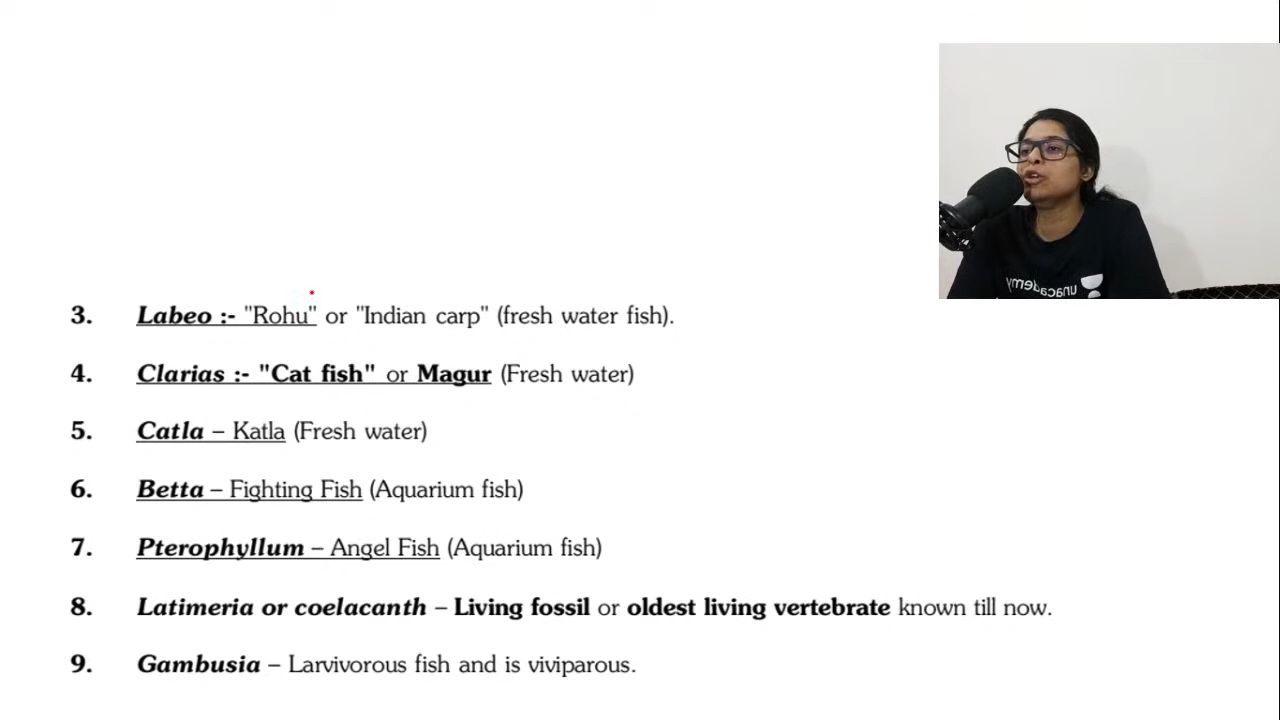 3. Labeo :- "Rohu" or "Indian carp" (fresh water fish).
4. Clarias :- "Cat fish" or Magur (Fresh water)
5. Catla – Katla (Fresh water)
6. Betta – Fighting Fish (Aquarium fish)
7. Pterophyllum – Angel Fish (Aquarium fish)
8. Latimeria or coelacanth – Living fossil or oldest living vertebrate known till now.
9. Gambusia – Larvivorous fish and is viviparous.
unacademy